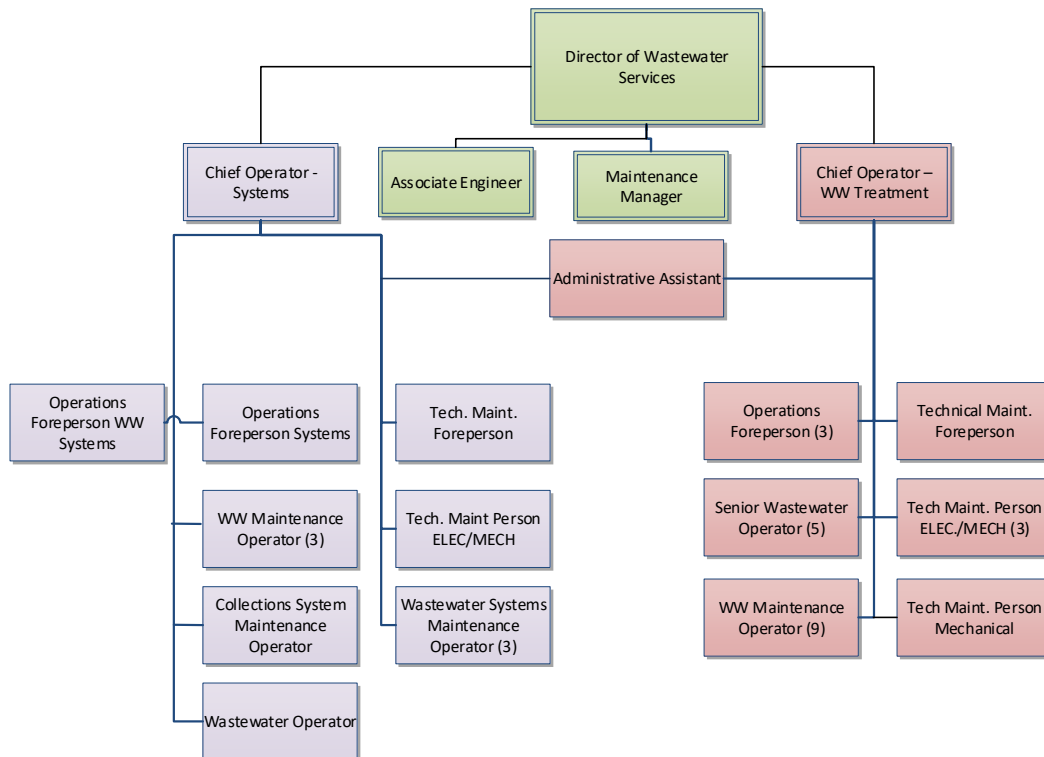 Director of Wastewater
Services
Chief Operator -
Systems
Associate Engineer
Maintenance
Manager
Chief Operator –
WW Treatment
Administrative Assistant
Operations
Foreperson WW
Systems
Operations
Foreperson Systems
Tech. Maint.
Foreperson
Operations
Foreperson (3)
Technical Maint.
Foreperson
WW Maintenance
Operator (3)
Tech. Maint Person
ELEC/MECH
Senior Wastewater
Operator (5)
Tech Maint. Person
ELEC./MECH (3)
Collections System
Maintenance
Operator
Wastewater Systems
Maintenance
Operator (3)
WW Maintenance
Operator (9)
Tech Maint. Person
Mechanical
Wastewater Operator